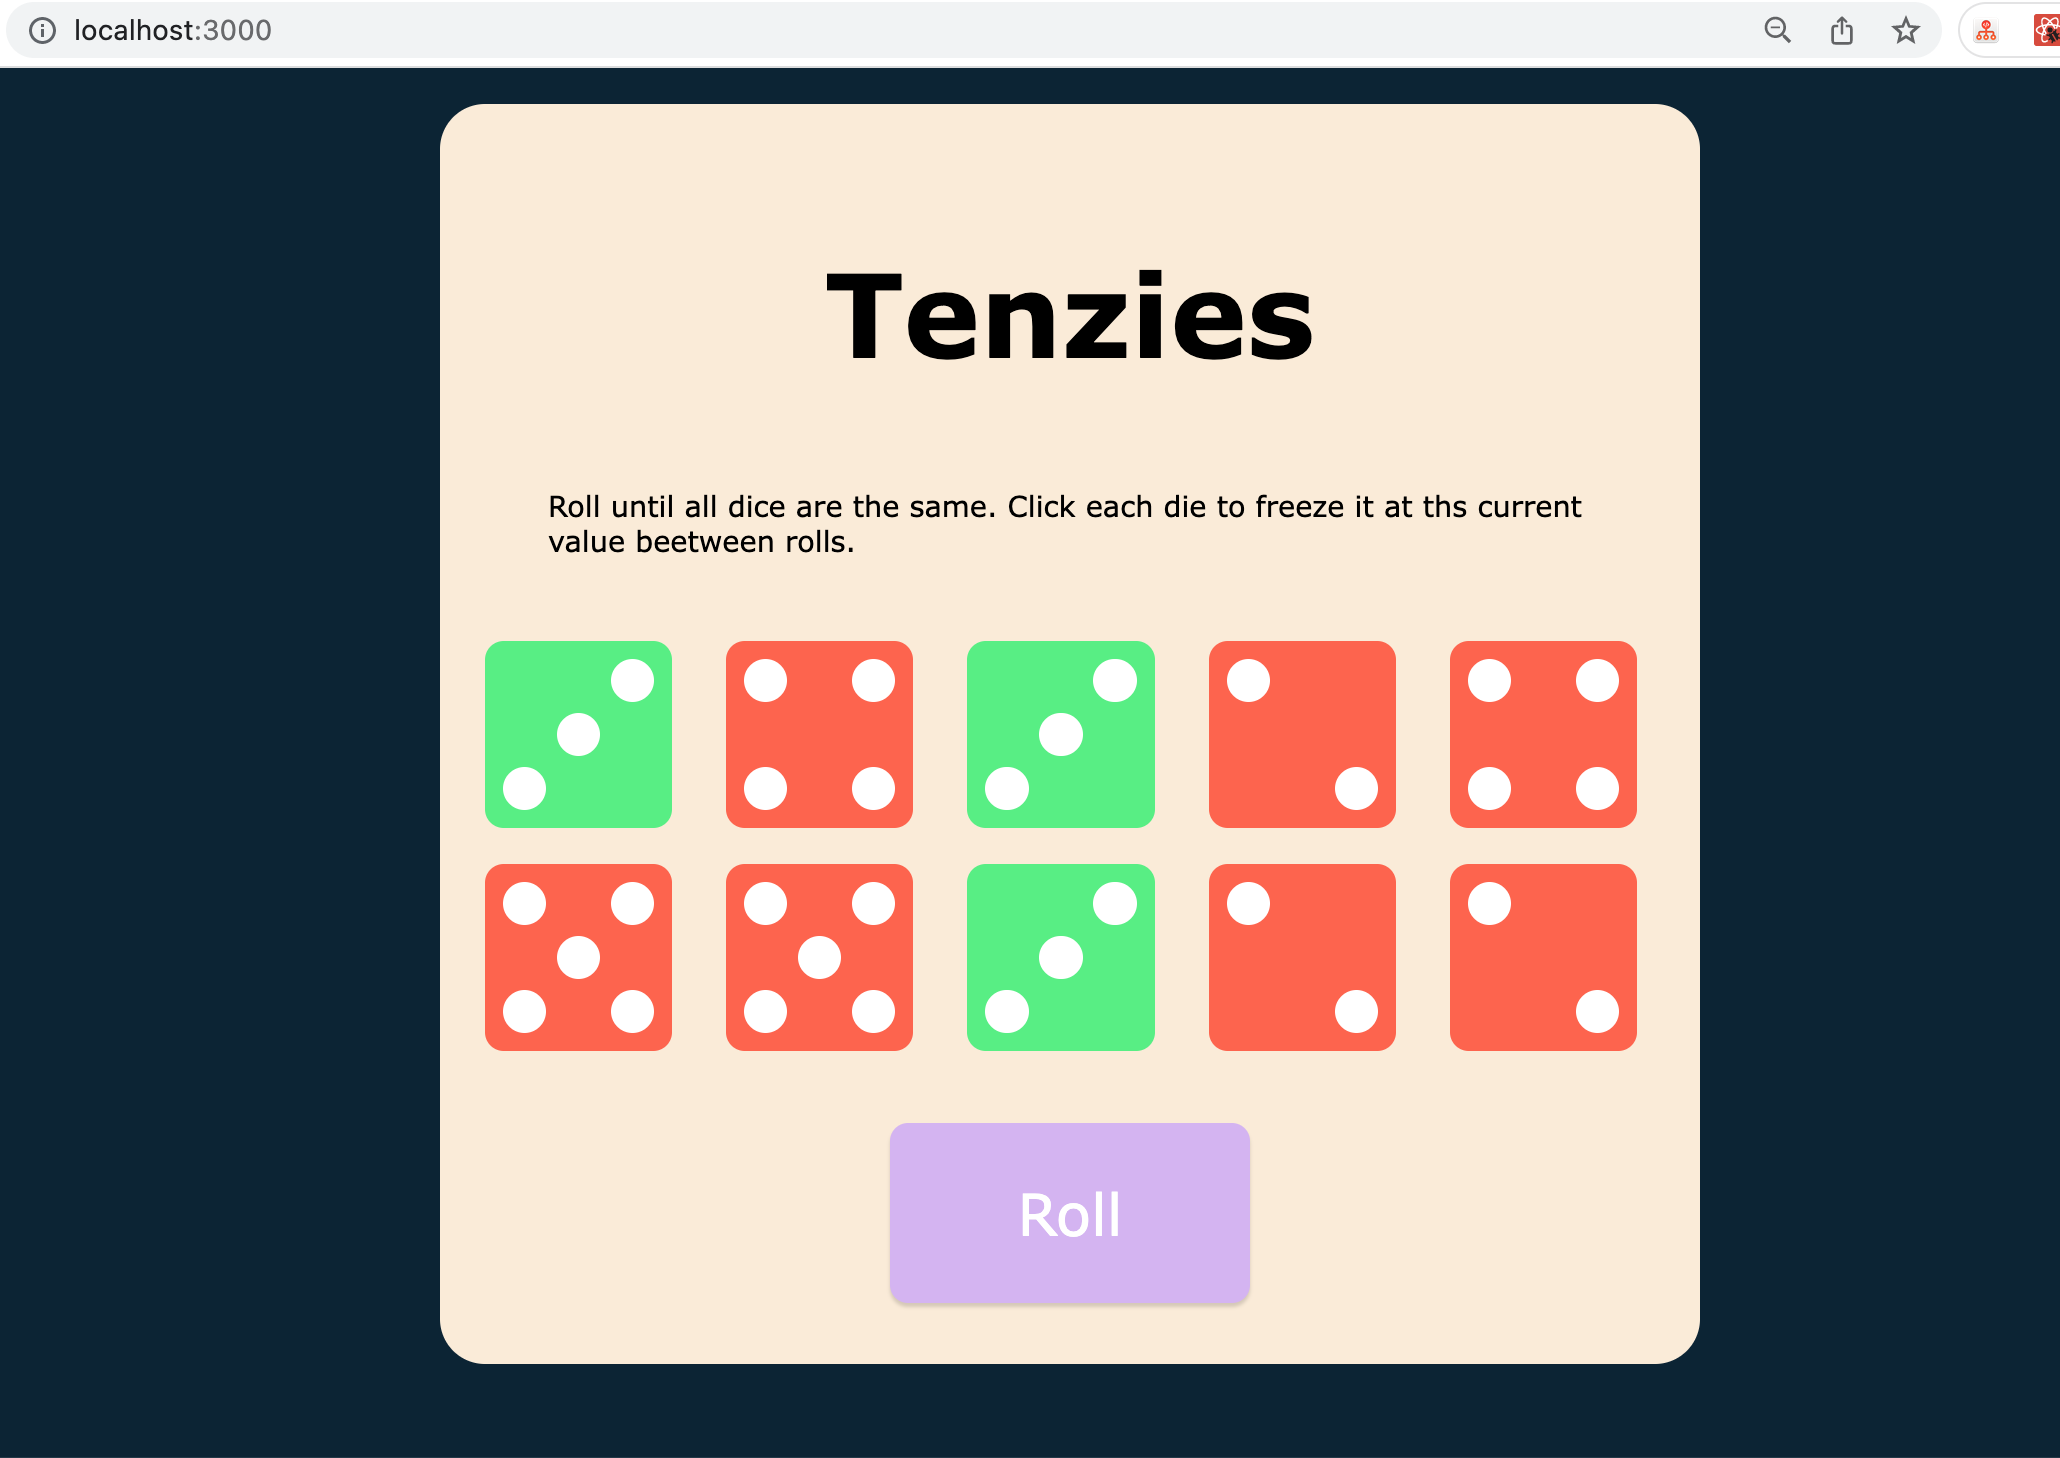 localhost:3000
Tenzies
Roll until all dice are the same. Click each die to freeze it at ths current
value beetween rolls.
Roll